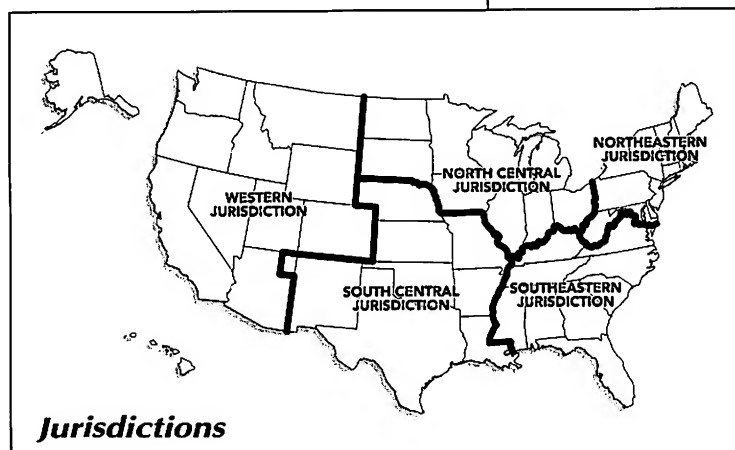 NORTHEASTERN
JURISDICTION
NORTH CENTRAL
JURISDICTION
WESTERN
JURISDICTION
SOUTH CENTRAL
JURISDICTION
SOUTHEASTERN
JURISDICTION
Jurisdictions